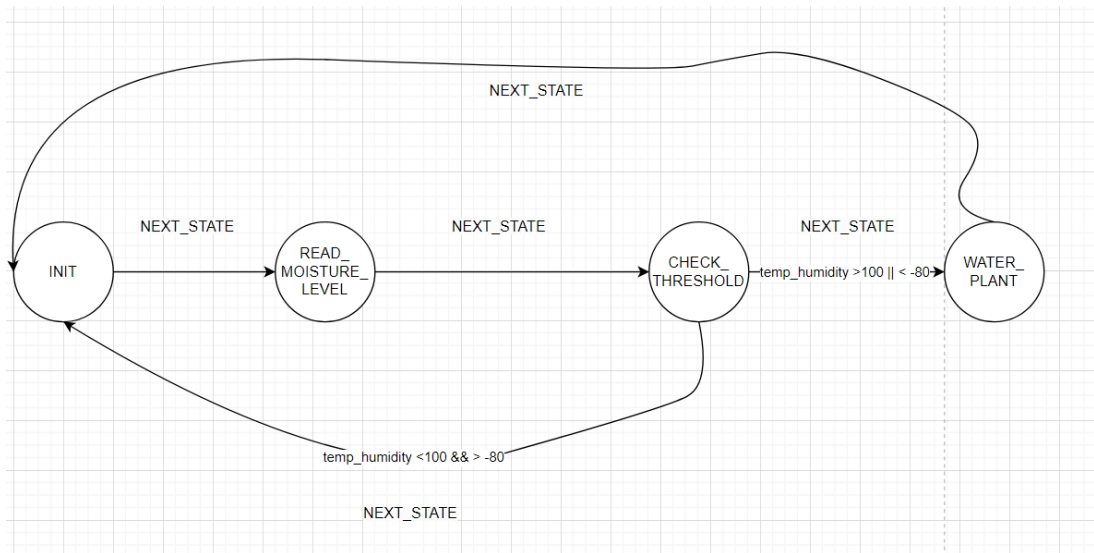 NEXT_STATE
NEXT_STATE
NEXT_STATE
NEXT_STATE
INIT
READ_
MOISTURE_
LEVEL
CHECK_
THRESHOLD
temp_humidity >100 || < -80
WATER_
PLANT
temp_humidity <100 && > -80
NEXT_STATE